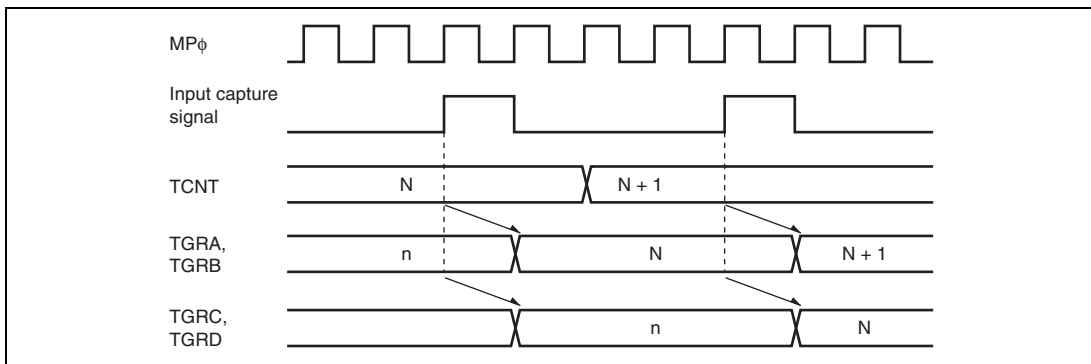 MPϕ
Input capture
signal
TCNT
N
N + 1
TGRA,
TGRB
n
N
N + 1
TGRC,
TGRD
n
N